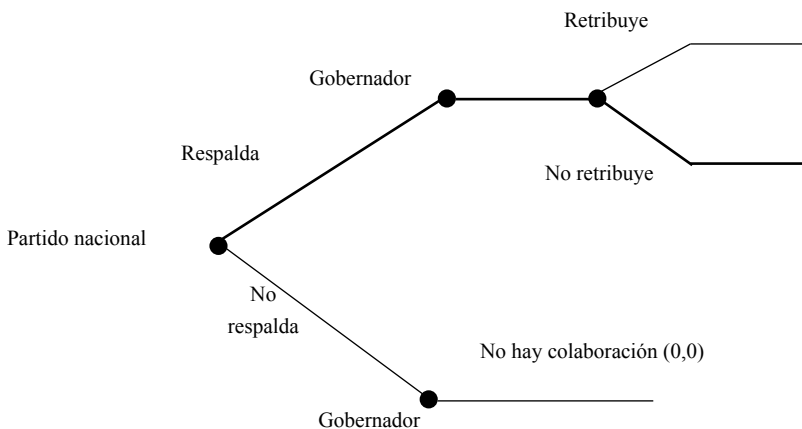 Retribuye
Gobernador
Respalda
No retribuye
Partido nacional
No
respalda
No hay colaboración (0,0)
Gobernador